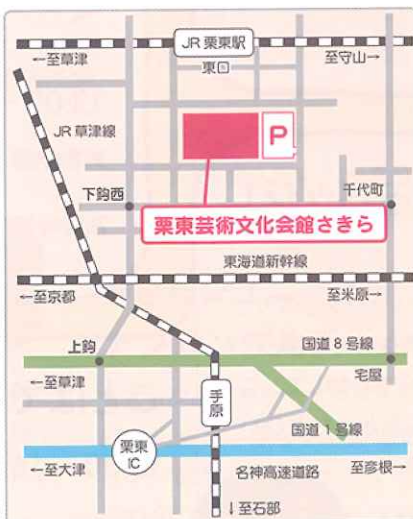 JR 栗東駅
←至草津
東口
至守山→
JR 草津線
P
下鈎西
千代町
栗東芸術文化会館さきら
東海道新幹線
←至京都
至米原→
上鈎
国道 8 号線
←至草津
宅屋
手原
国道 1 号線
栗東
IC
←至大津
名神高速道路
至彦根→
↓至石部